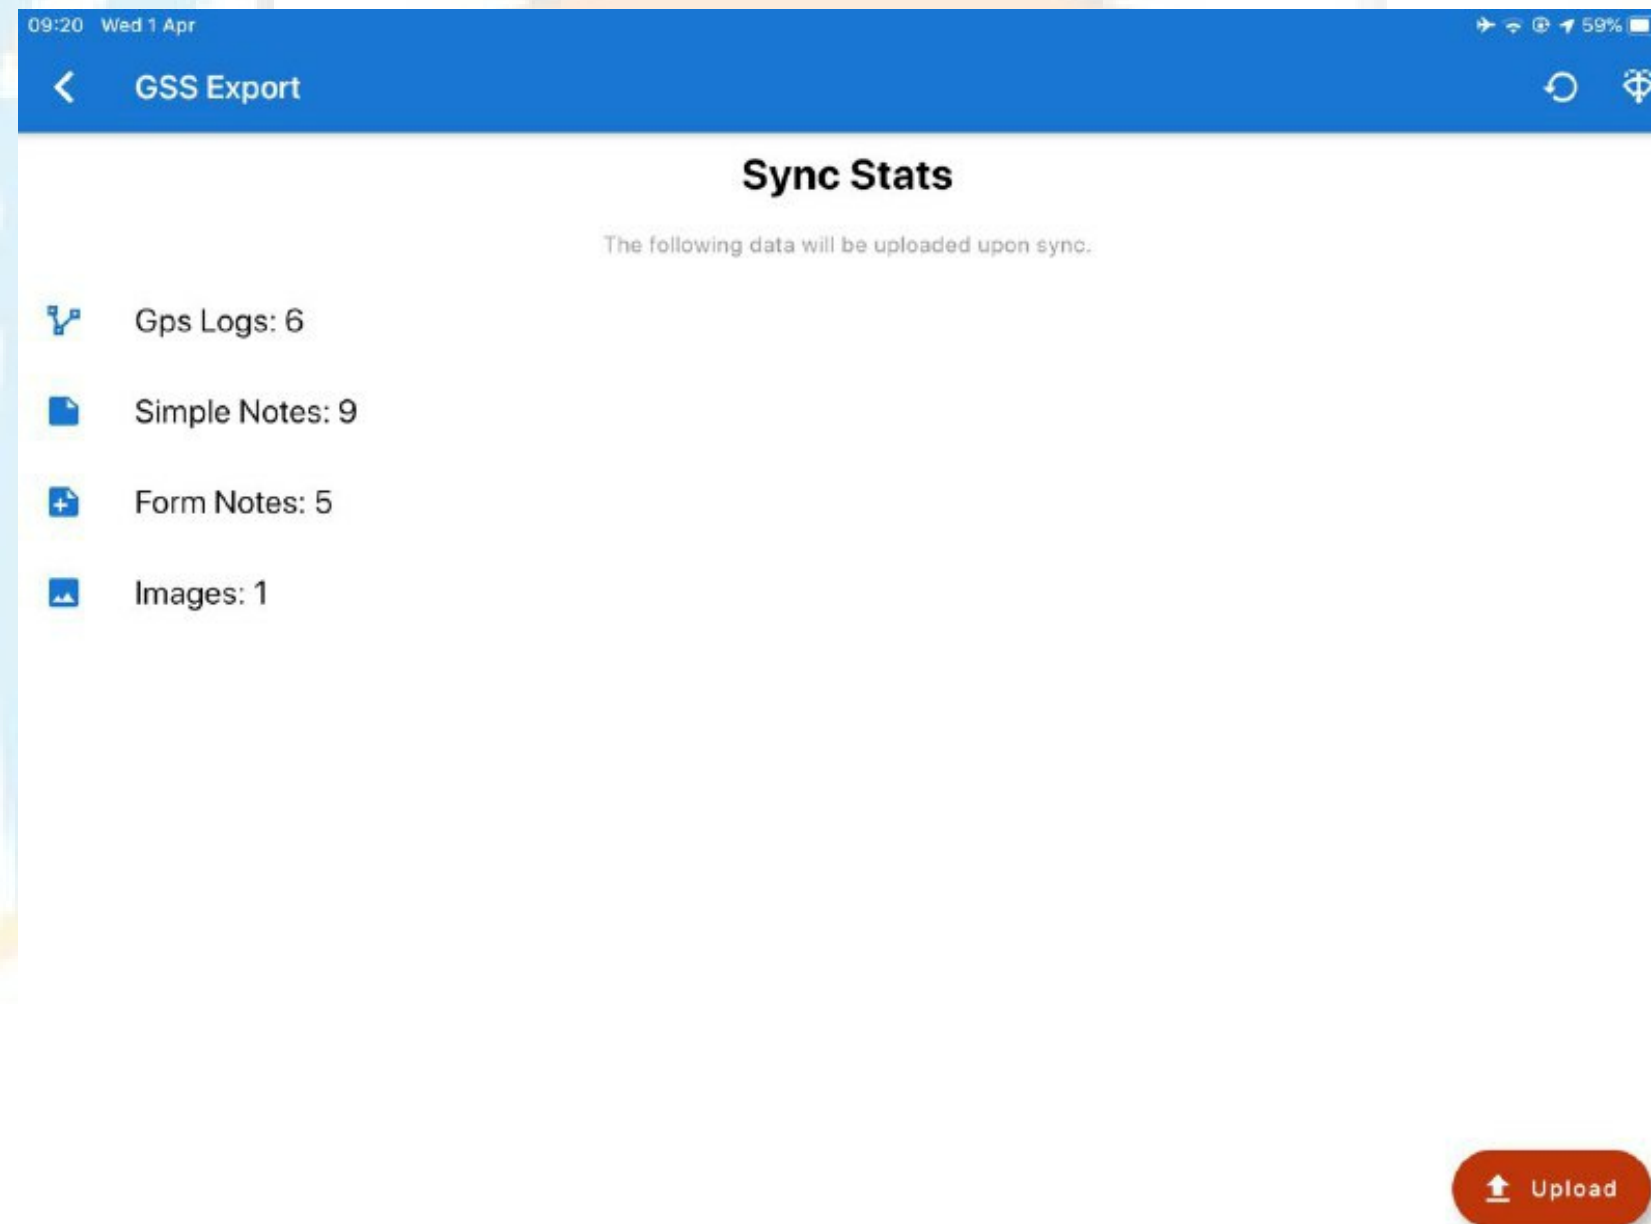 09:20 Wed 1 Apr
59%
GSS Export
Sync Stats
The following data will be uploaded upon sync.
Gps Logs: 6
Simple Notes: 9
Form Notes: 5
Images: 1
Upload